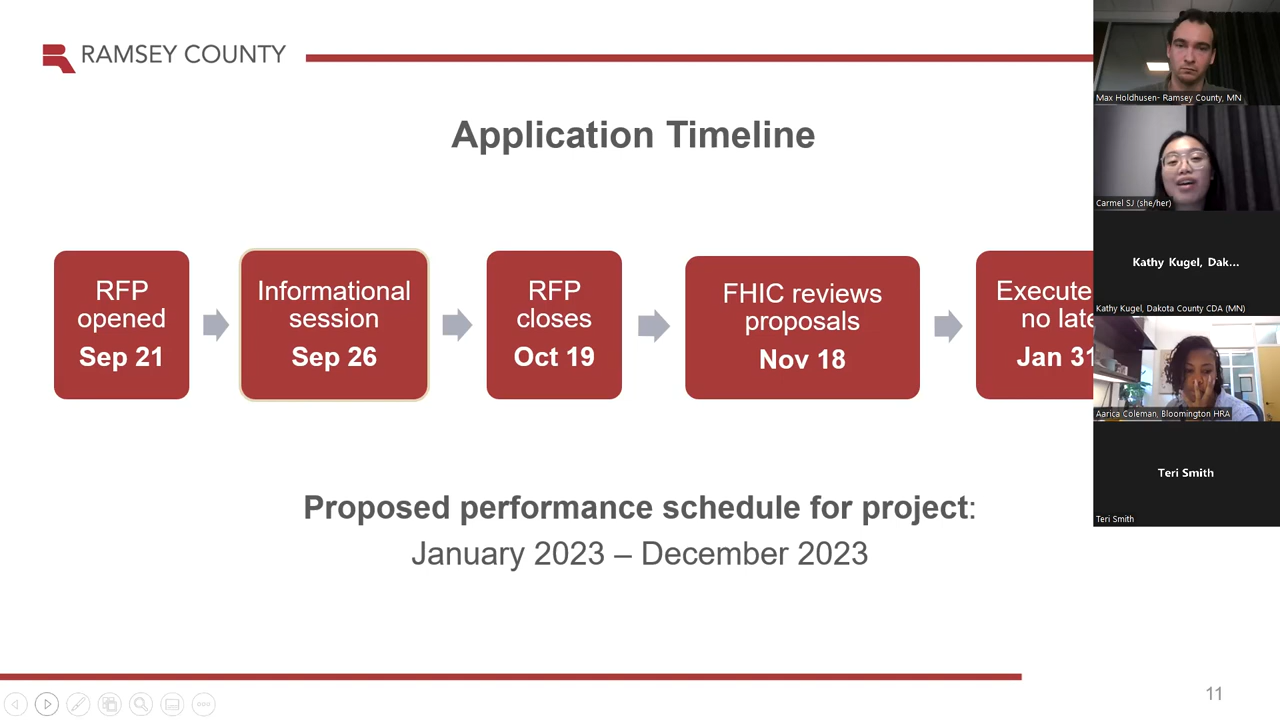 RAMSEY COUNTY
Application Timeline
RFP
opened
Sep 21
Informational
session
Sep 26
RFP
closes
Oct 19
FHIC reviews
proposals
Nov 18
Execute
no late
Jan 31
Proposed performance schedule for project:
January 2023 – December 2023
11
Max Holdhusen- Ramsey County, MN
Carmel SJ (she/her)
Kathy Kugel, Dak...
Kathy Kugel, Dakota County CDA (MN)
Aarica Coleman, Bloomington HRA
Teri Smith
Teri Smith